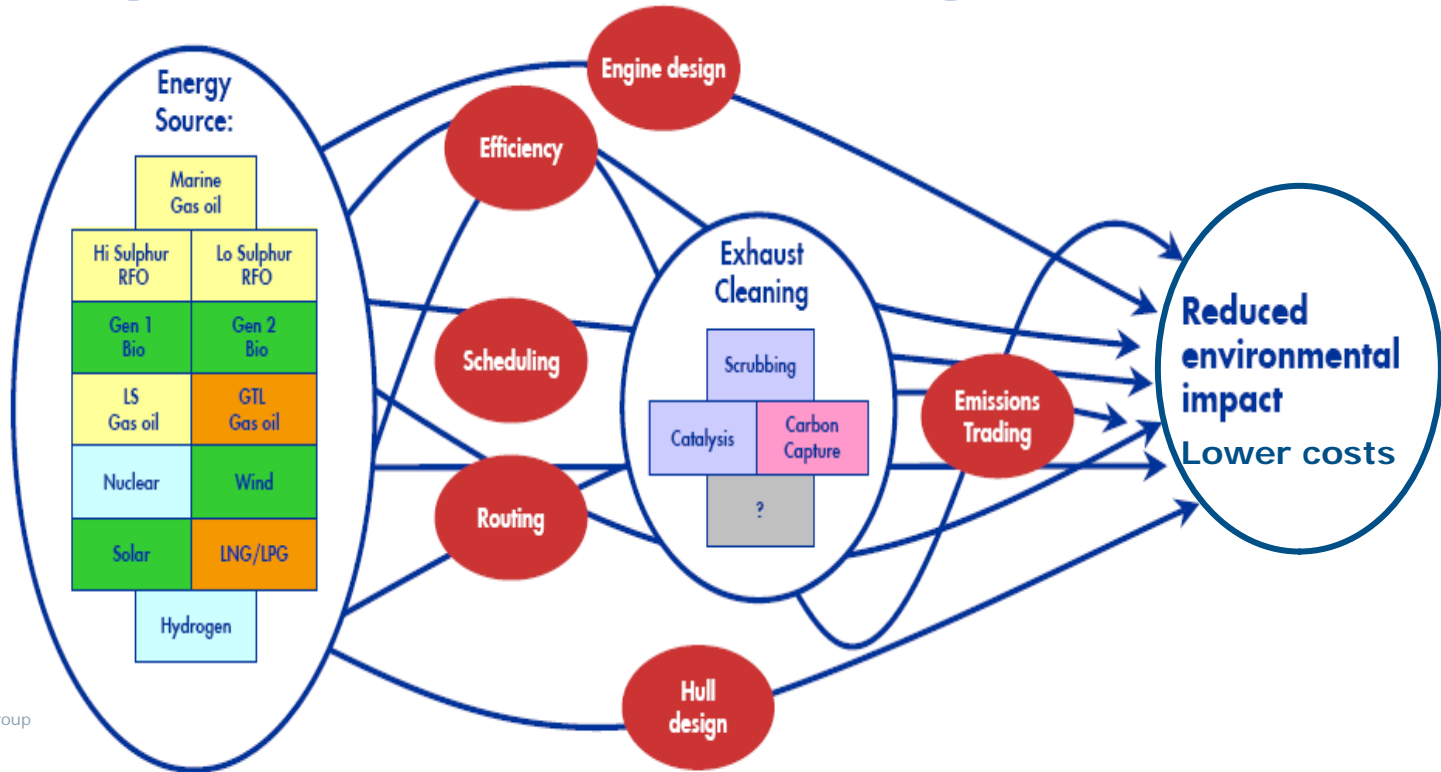 Energy
Source:
Marine
Gas oil
Hi Sulphur
RFO
Lo Sulphur
RFO
Gen 1
Bio
Gen 2
Bio
LS
Gas oil
GTL
Gas oil
Nuclear
Wind
Solar
LNG/LPG
Hydrogen
Engine design
Efficiency
Scheduling
Routing
Exhaust
Cleaning
Scrubbing
Catalysis
Carbon
Capture
?
Emissions
Trading
Hull
design
Reduced
environmental
impact
Lower costs